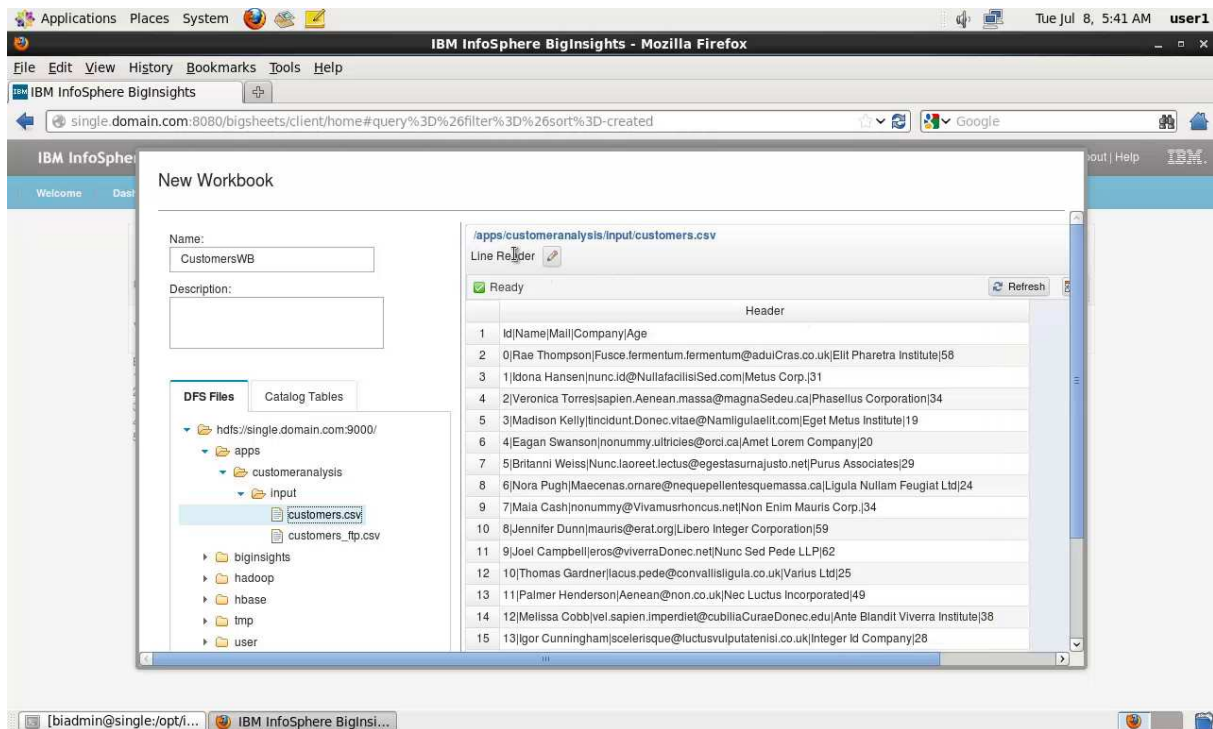 Applications Places System Tue Jul 8, 5:41 AM user1
IBM InfoSphere BigInsights - Mozilla Firefox
File Edit View History Bookmarks Tools Help
IBM IBM InfoSphere BigInsights
single.domain.com:8080/bigsheets/client/home#query%3D%26filter%3D%26sort%3D-created Google
IBM InfoSphe out | Help IBM.
Welcome Dash
New Workbook
Name:
CustomersWB
Description:
DFS Files Catalog Tables
hdfs://single.domain.com:9000/
apps
customeranalysis
input
customers.csv
customers_ftp.csv
biginsights
hadoop
hbase
tmp
user
/apps/customeranalysis/input/customers.csv
Line Reader
Ready Refresh
Header
1 Id|Name|Mail|Company|Age
2 0|Rae Thompson|Fusce.fermentum.fermentum@aduiCras.co.uk|Elit Pharetra Institute|58
3 1|Idona Hansen|nunc.id@NullafacilisiSed.com|Metus Corp.|31
4 2|Veronica Torres|sapien.Aenean.massa@magnaSedeu.ca|Phasellus Corporation|34
5 3|Madison Kelly|tincidunt.Donec.vitae@Namligulaelit.com|Eget Metus Institute|19
6 4|Eagan Swanson|nonummy.ultricies@orci.ca|Amet Lorem Company|20
7 5|Britanni Weiss|Nunc.laoreet.lectus@egestasurnajusto.net|Purus Associates|29
8 6|Nora Pugh|Maecenas.ornare@nequepellentesquemassa.ca|Ligula Nullam Feugiat Ltd|24
9 7|Maia Cash|nonummy@Vivamusrhoncus.net|Non Enim Mauris Corp.|34
10 8|Jennifer Dunn|mauris@erat.org|Libero Integer Corporation|59
11 9|Joel Campbell|eros@viverraDonec.net|Nunc Sed Pede LLP|62
12 10|Thomas Gardner|lacus.pede@convallisligula.co.uk|Varius Ltd|25
13 11|Palmer Henderson|Aenean@non.co.uk|Nec Luctus Incorporated|49
14 12|Melissa Cobb|vel.sapien.imperdiet@cubiliaCuraeDonec.edu|Ante Blandit Viverra Institute|38
15 13|Igor Cunningham|scelerisque@luctusvulputatenisi.co.uk|Integer Id Company|28
[biadmin@single:/opt/i... IBM InfoSphere BigInsi...